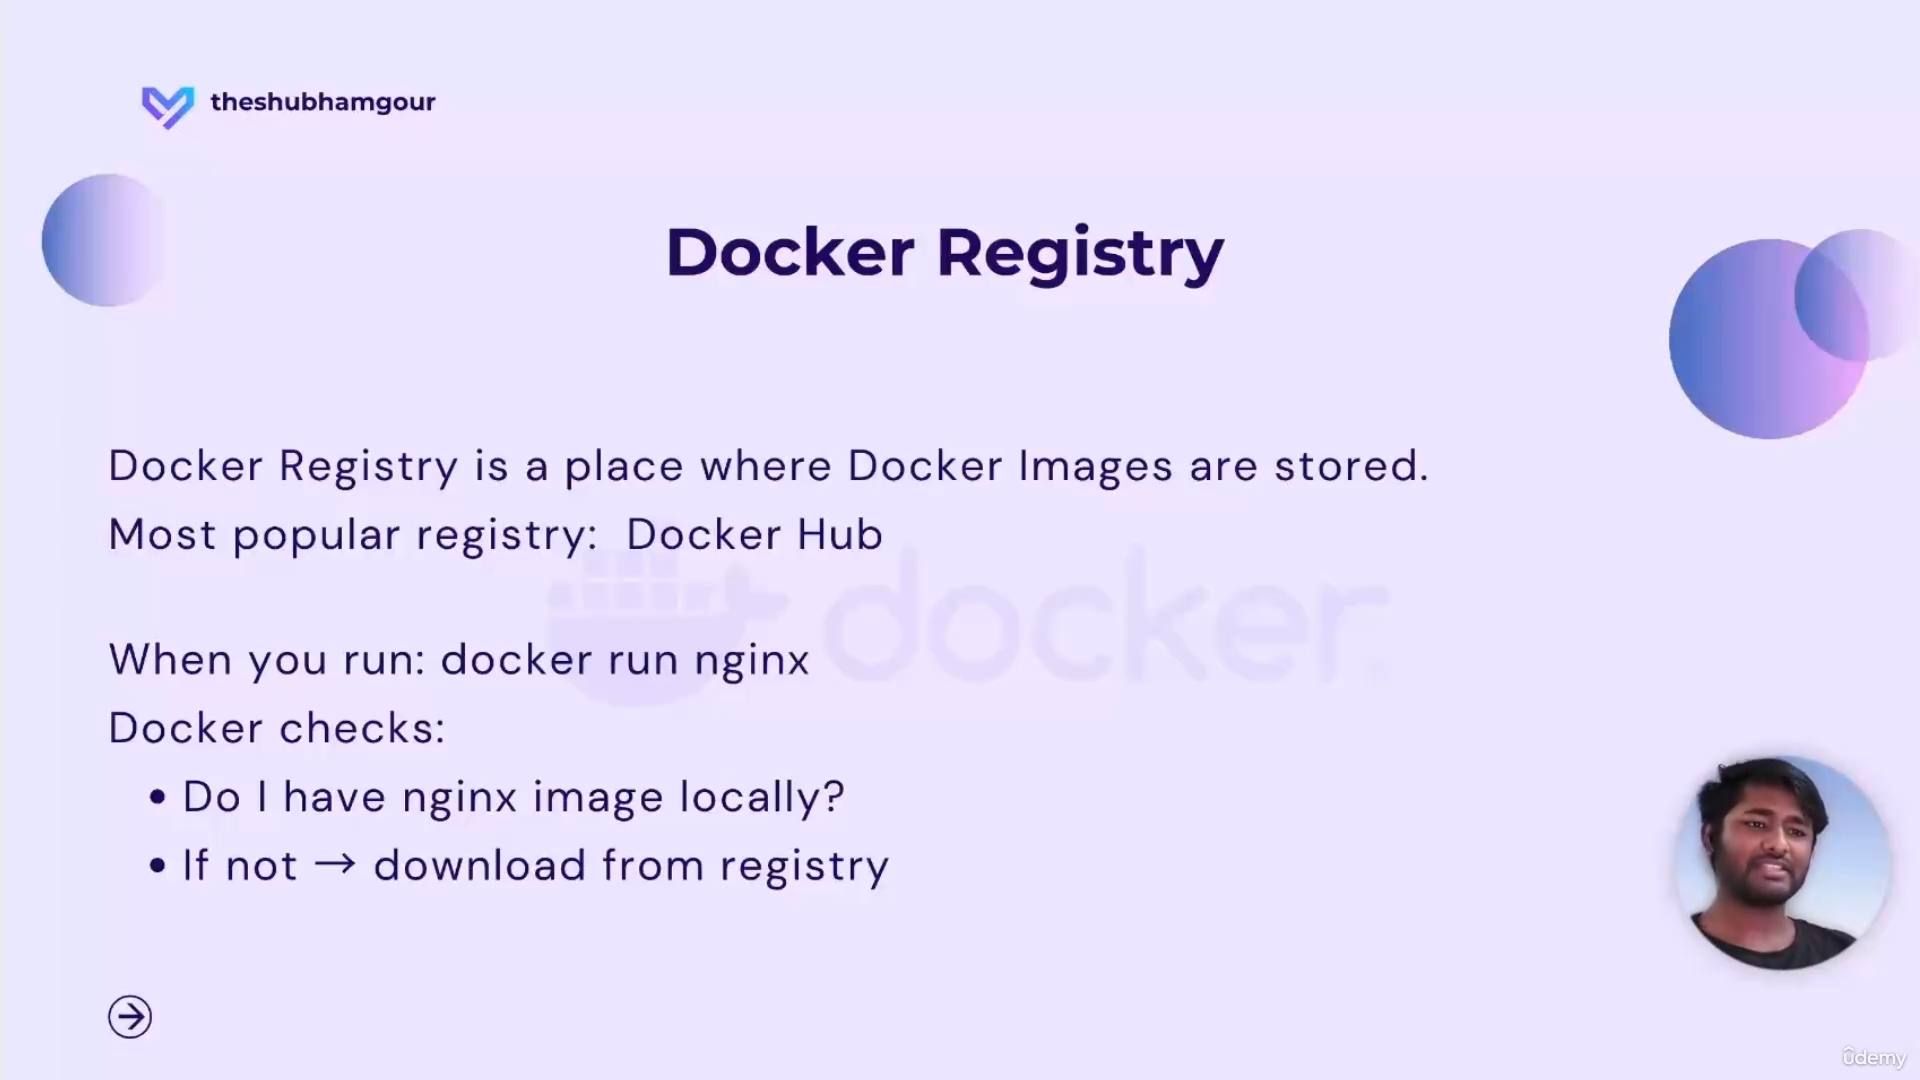 theshubhamgour
Docker Registry
Docker Registry is a place where Docker Images are stored.
Most popular registry: Docker Hub
docker.
When you run: docker run nginx
Docker checks:
• Do I have nginx image locally?
• If not → download from registry
ûdemy